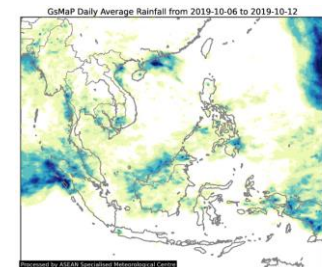 GsMaP Daily Average Rainfall from 2019-10-06 to 2019-10-12
Processed by ASEAN Specialised Meteorological Centre